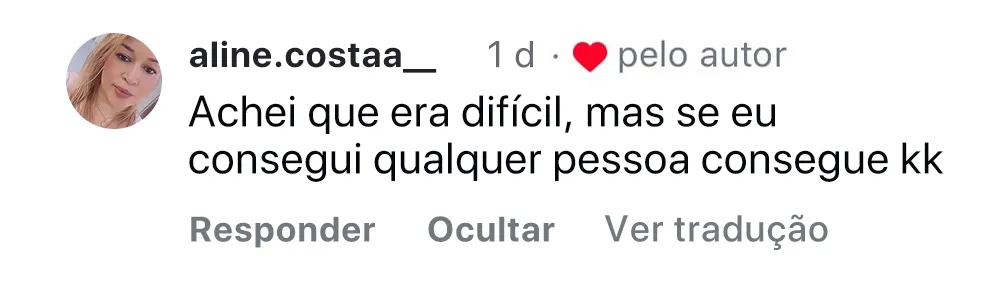 aline.costaa__ 1 d · ❤️ pelo autor
Achei que era difícil, mas se eu
consegui qualquer pessoa consegue kk
Responder Ocultar Ver tradução